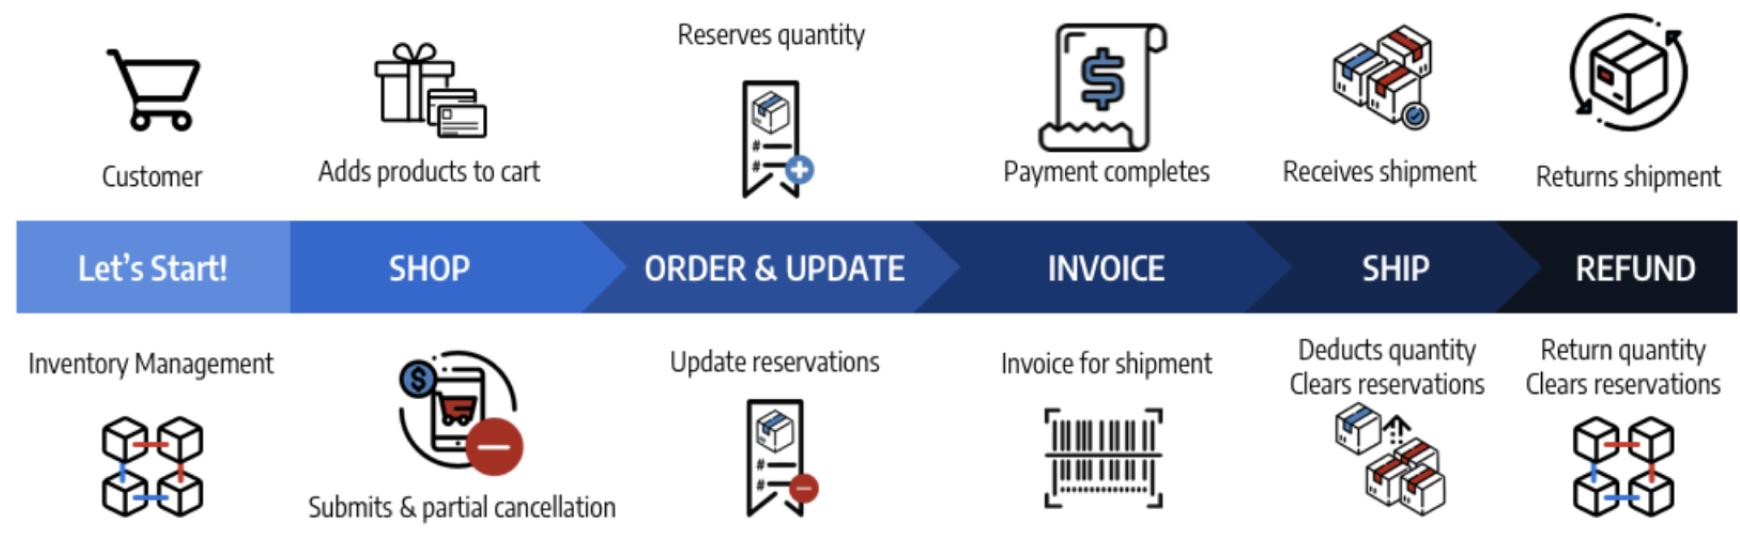 Reserves quantity
Customer
Adds products to cart
Payment completes
Receives shipment
Returns shipment
Let's Start!
SHOP
ORDER & UPDATE
INVOICE
SHIP
REFUND
Inventory Management
Submits & partial cancellation
Update reservations
Invoice for shipment
Deducts quantity
Clears reservations
Return quantity
Clears reservations